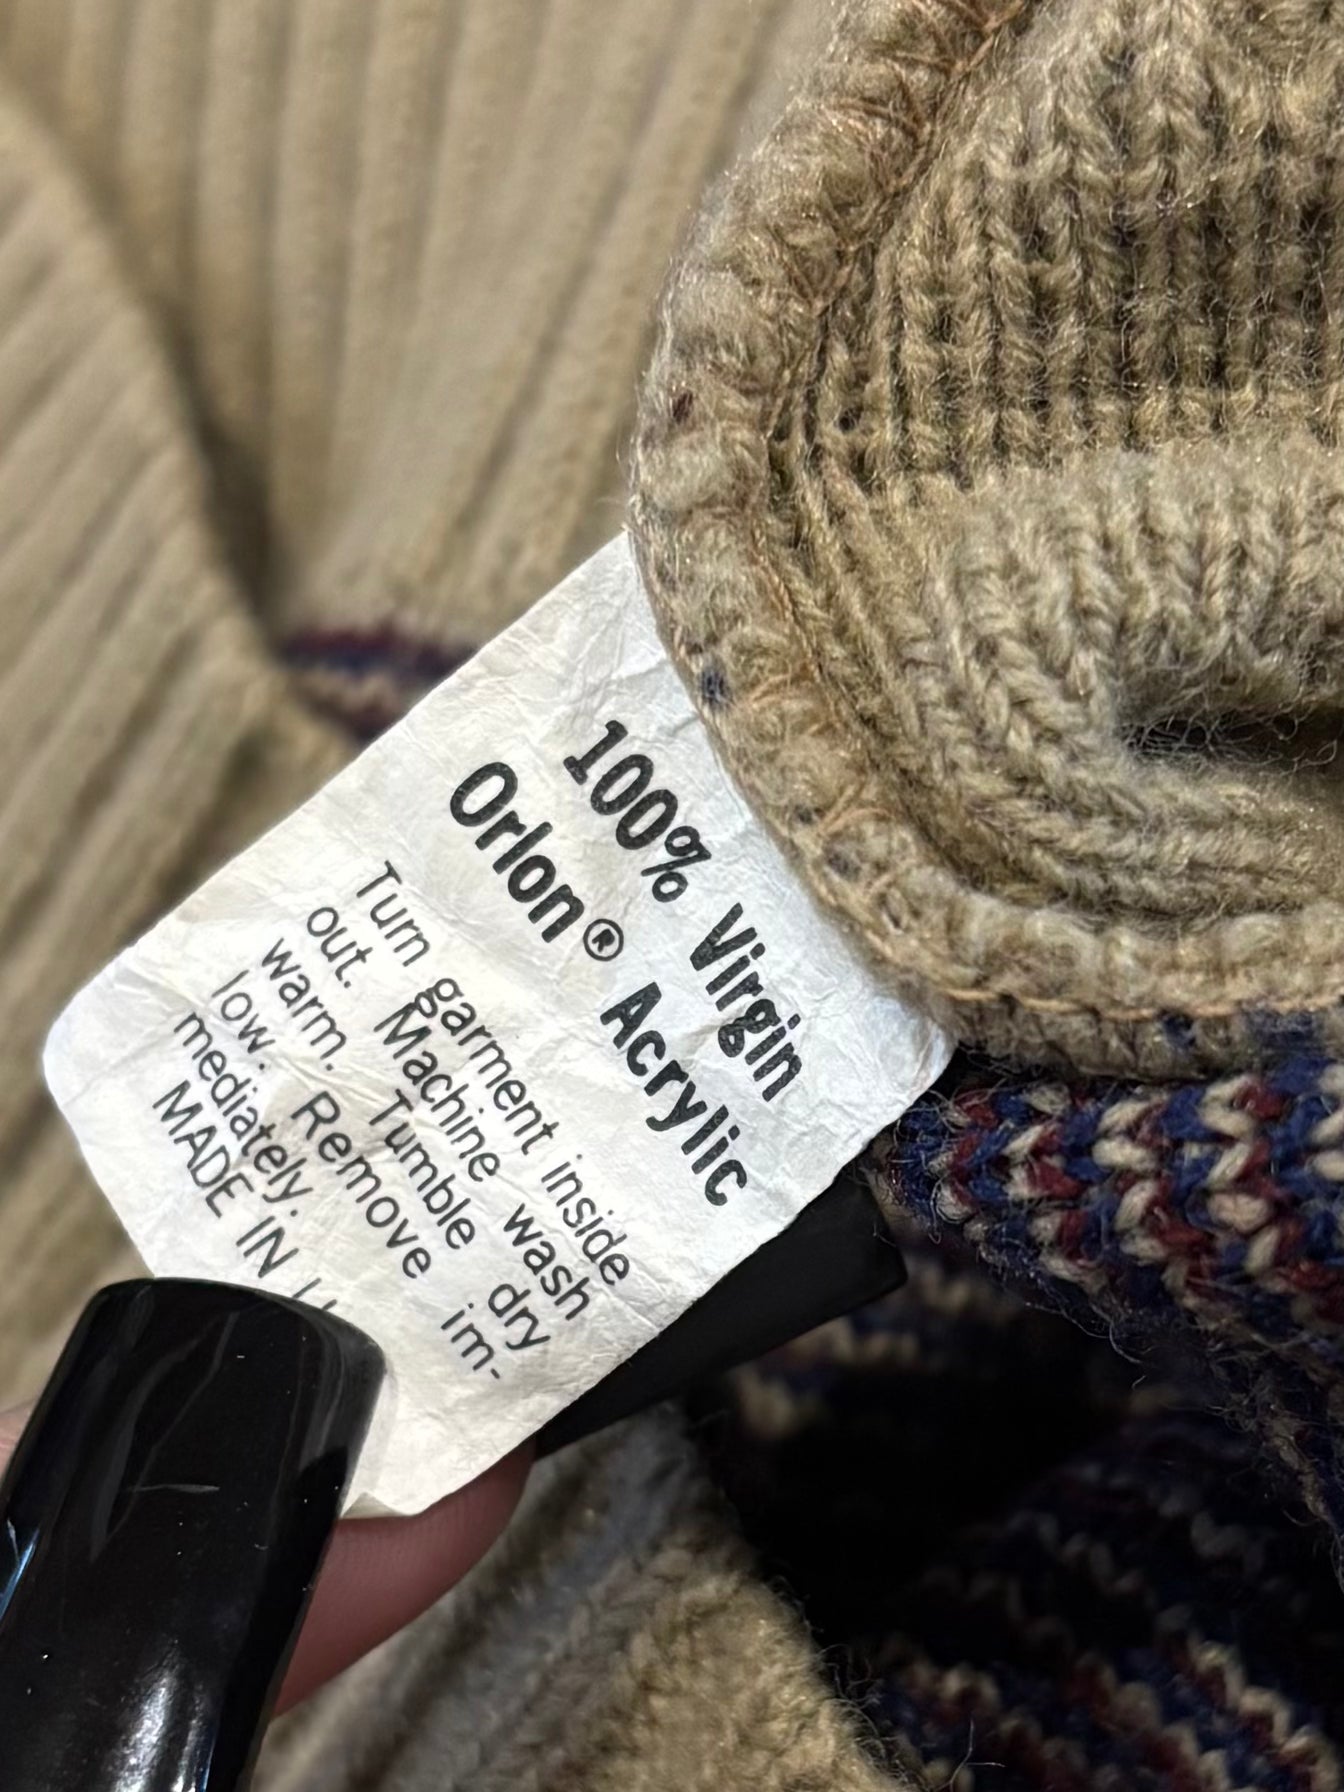 100% Virgin
Orlon® Acrylic
Turn garment inside
out. Machine wash
warm. Tumble dry
low. Remove im-
mediately.
MADE IN